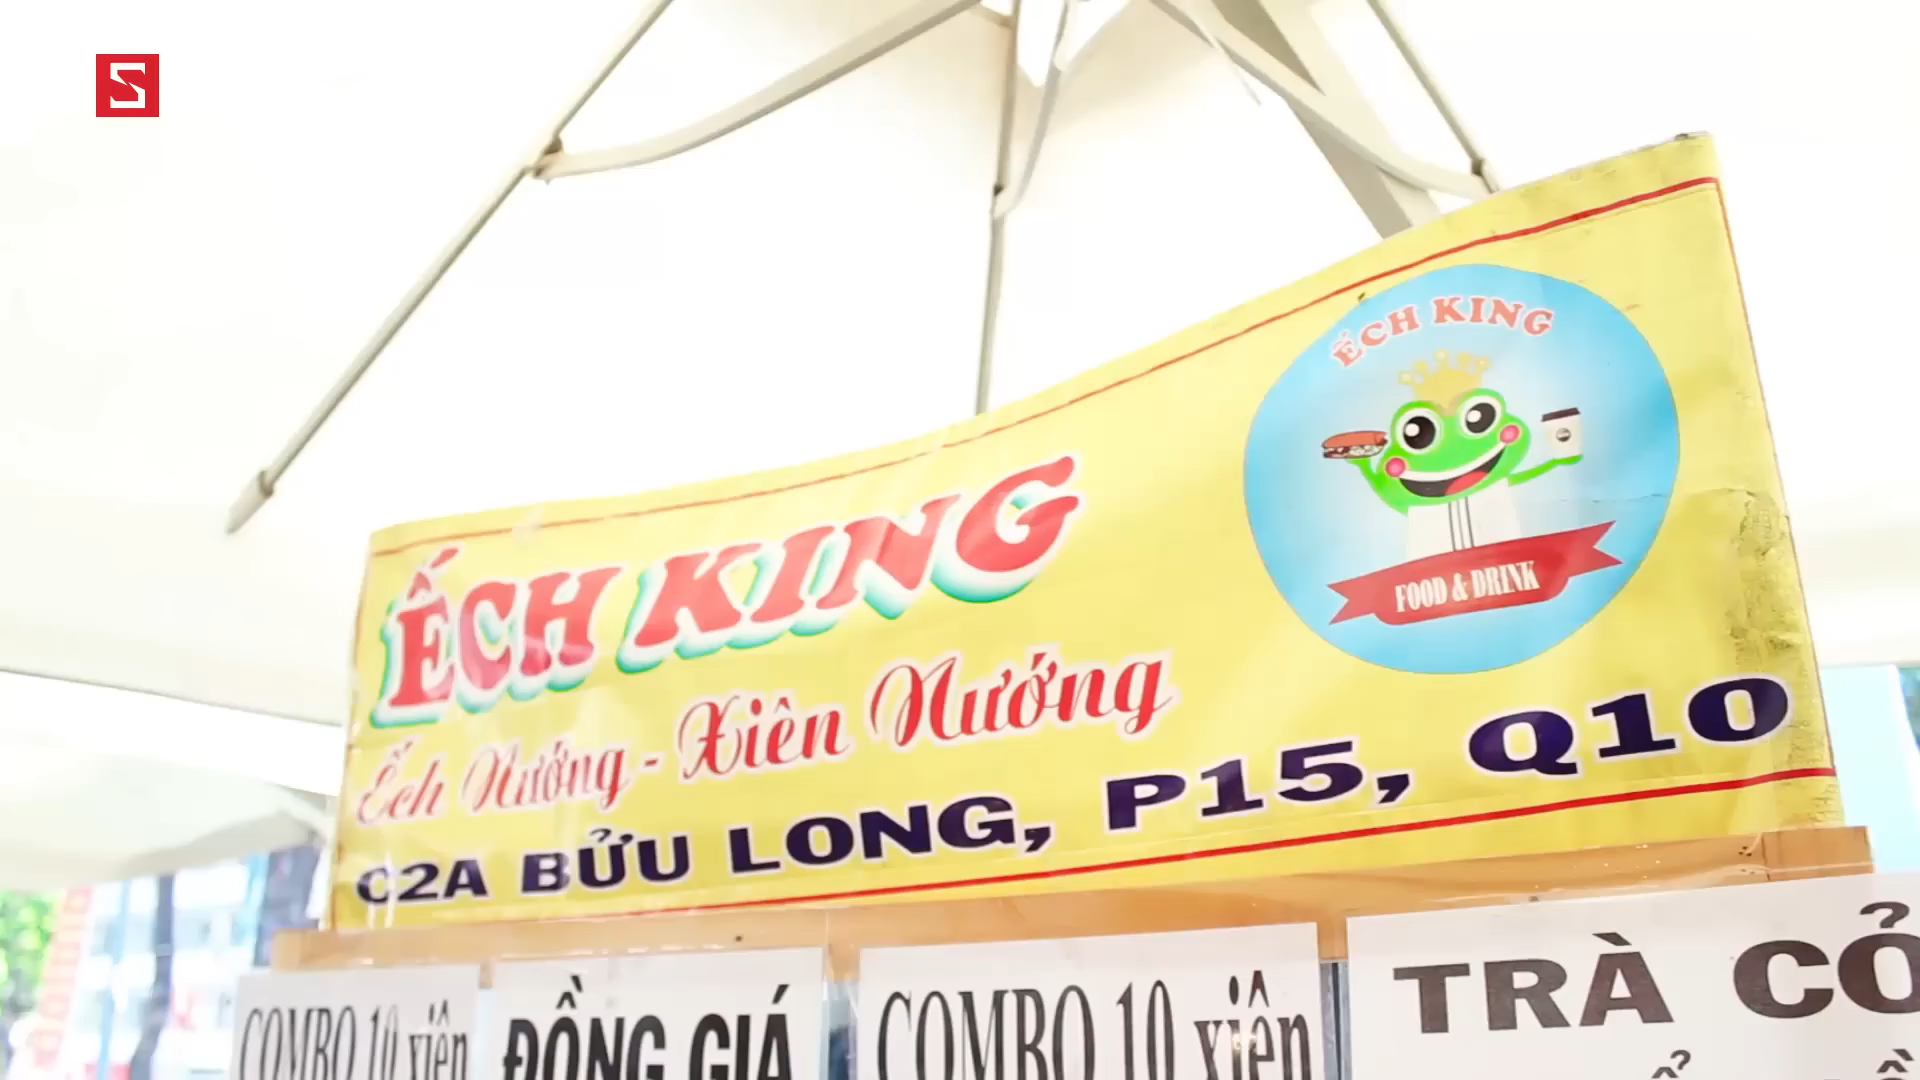 S
ẾCH KING
FOOD & DRINK
ẾCH KING
Ếch Nướng - Xiên Nướng
C2A BỬU LONG, P15, Q10
COMBO 10 xiên
ĐỒNG GIÁ
COMBO 10 xiên
TRÀ CỎ